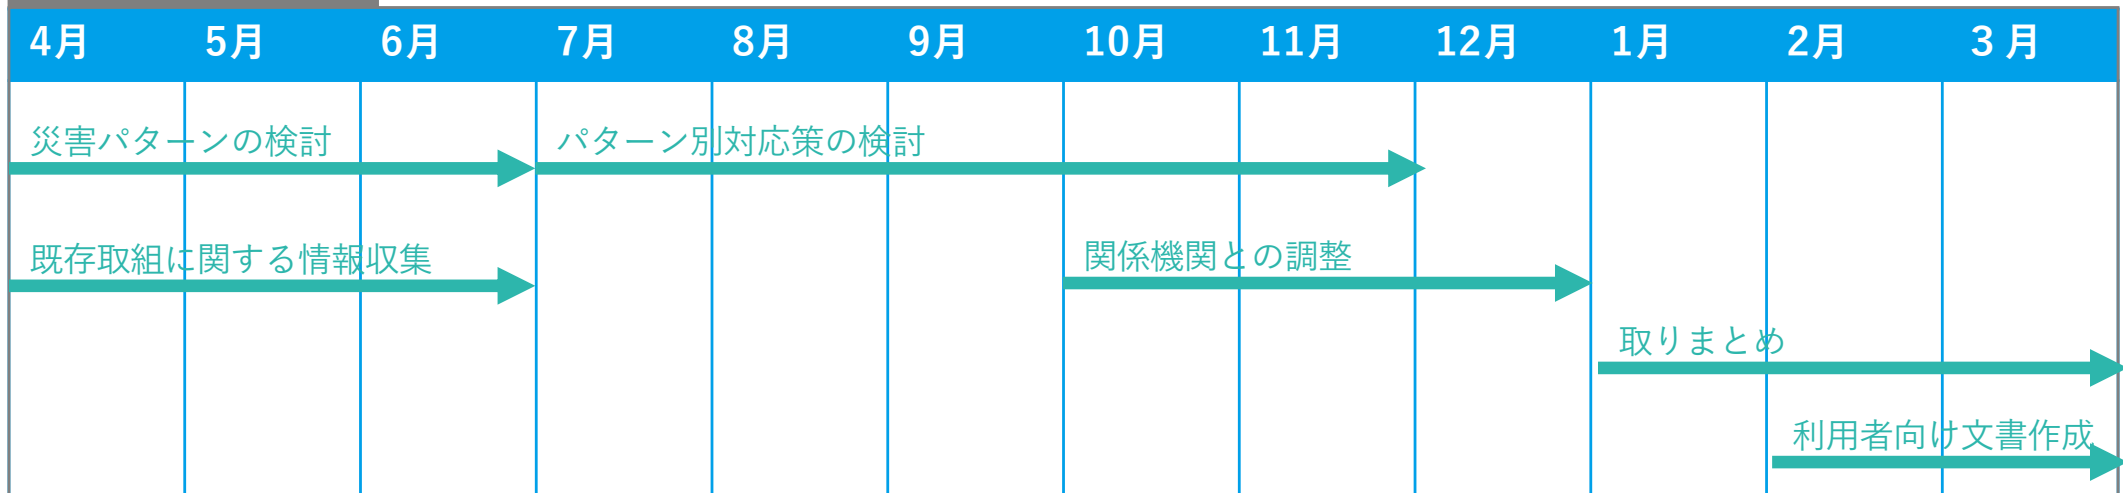 4月 5月 6月 7月 8月 9月 10月 11月 12月 1月 2月 3月
災害パターンの検討 パターン別対応策の検討
既存取組に関する情報収集 関係機関との調整
取りまとめ
利用者向け文書作成